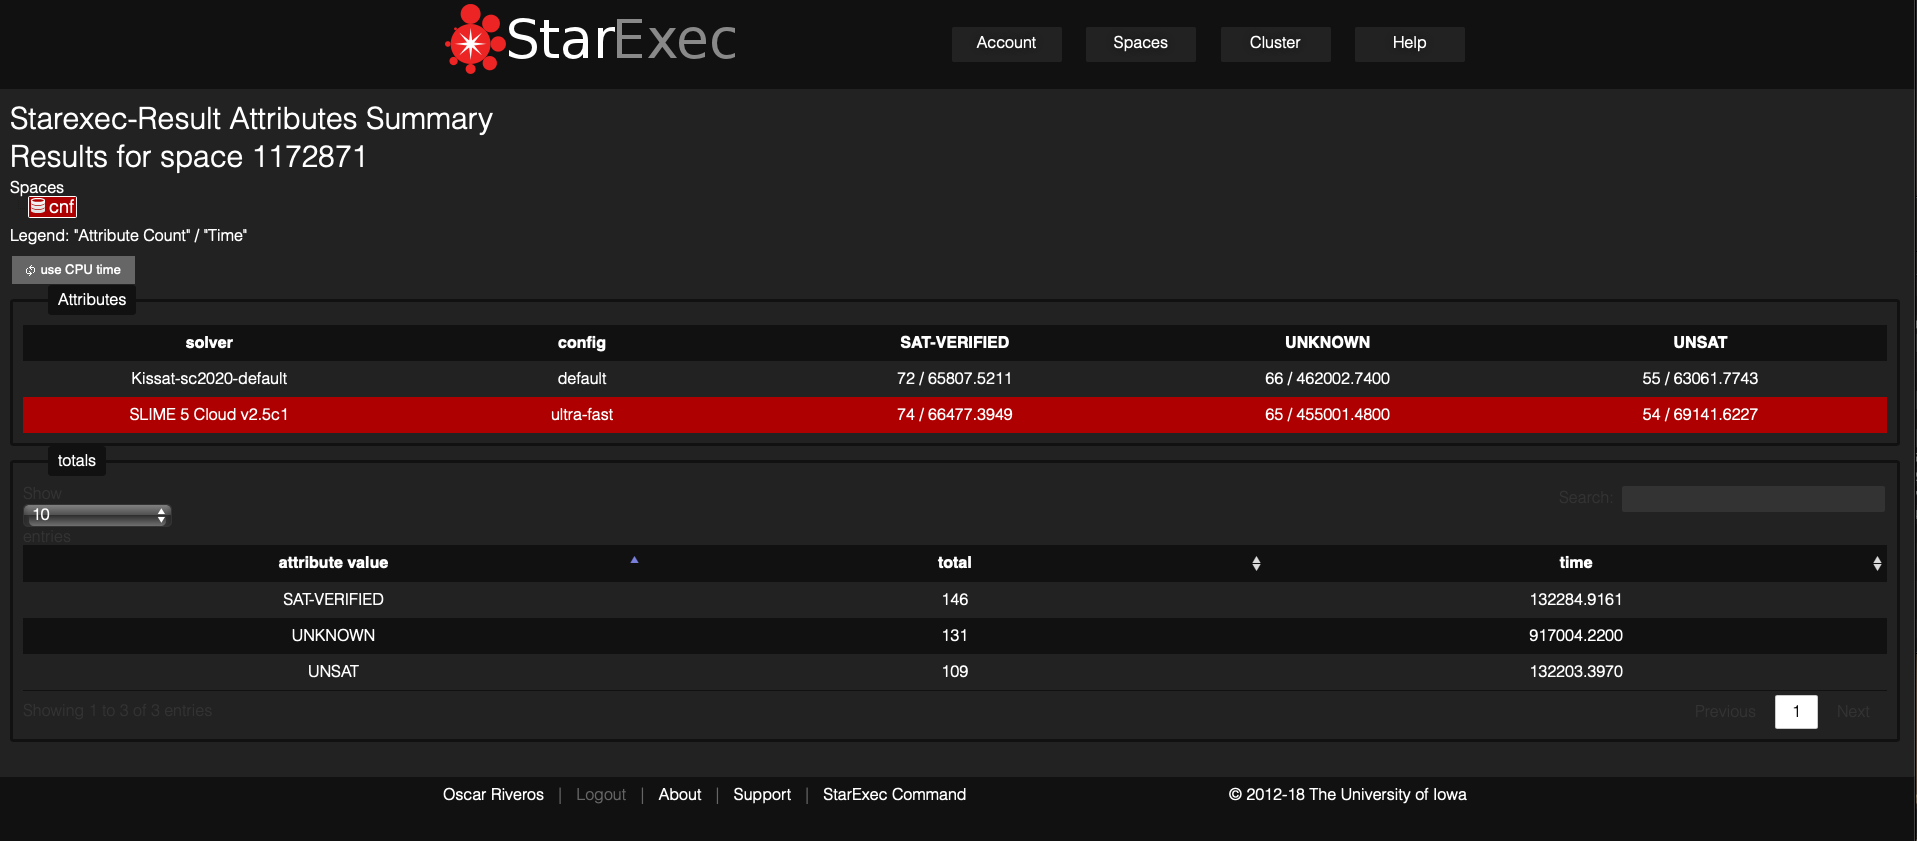 StarExec
Account Spaces Cluster Help
Starexec-Result Attributes Summary
Results for space 1172871
Spaces
cnf
Legend: "Attribute Count" / "Time"
use CPU time
Attributes
solver config SAT-VERIFIED UNKNOWN UNSAT
Kissat-sc2020-default default 72 / 65807.5211 66 / 462002.7400 55 / 63061.7743
SLIME 5 Cloud v2.5c1 ultra-fast 74 / 66477.3949 65 / 455001.4800 54 / 69141.6227
totals
Show
10
entries
Search:
attribute value total time
SAT-VERIFIED 146 132284.9161
UNKNOWN 131 917004.2200
UNSAT 109 132203.3970
Showing 1 to 3 of 3 entries
Previous 1 Next
Oscar Riveros | Logout | About | Support | StarExec Command © 2012-18 The University of Iowa